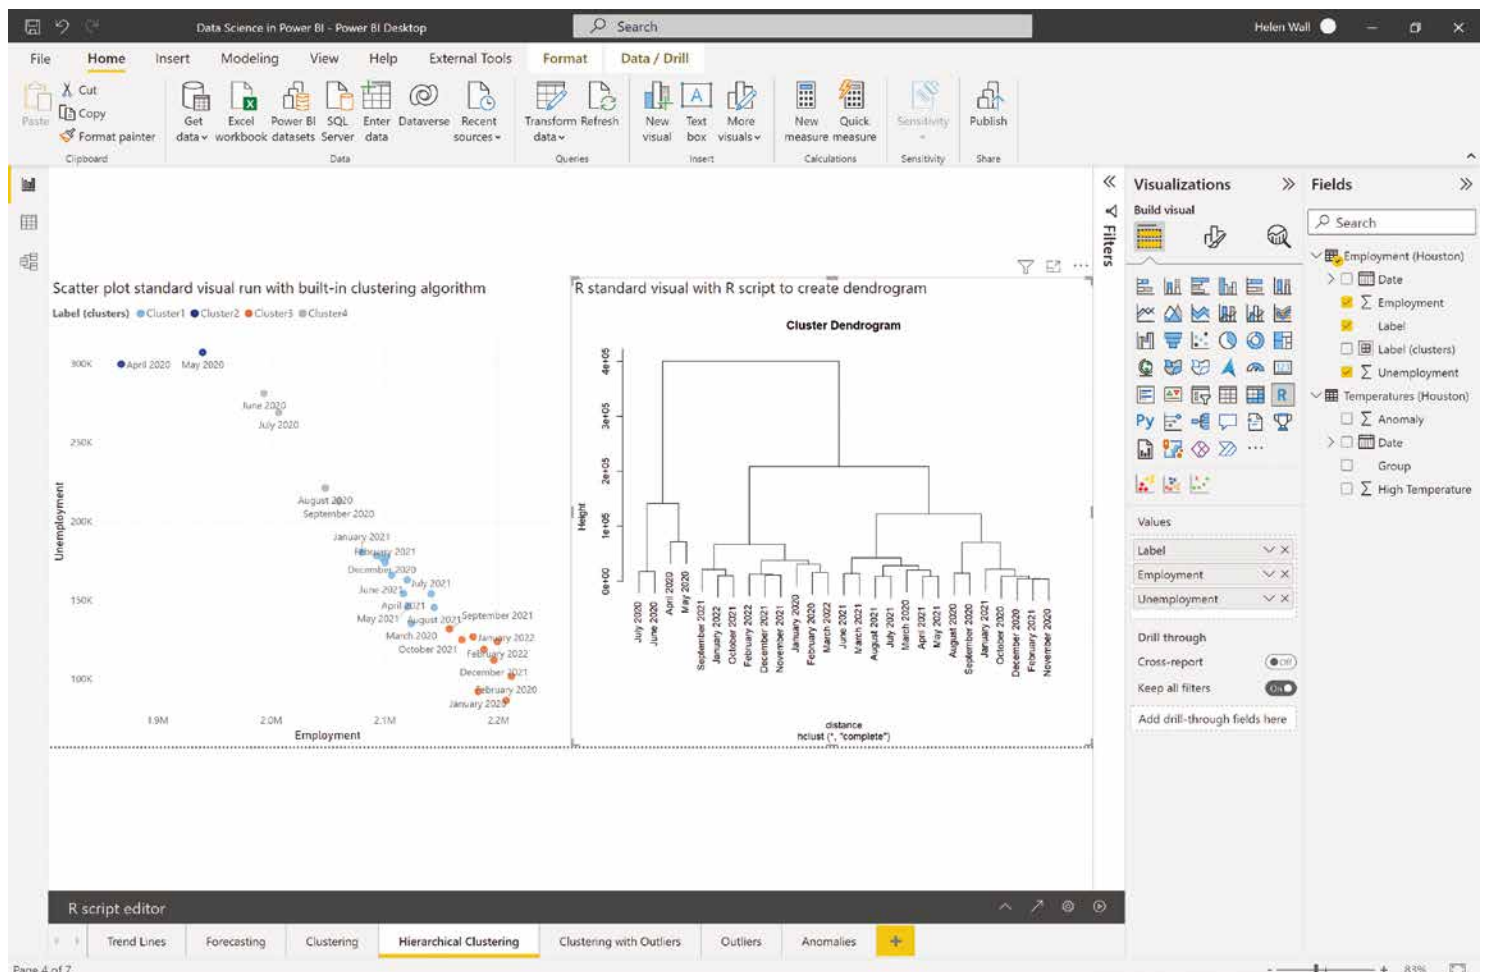 Data Science in Power BI - Power BI Desktop
Search
Helen Wall
File Home Insert Modeling View Help External Tools Format Data / Drill
Paste
Cut
Copy
Format painter
Clipboard
Get data
Excel workbook
Power BI datasets
SQL Server
Enter data
Dataverse
Recent sources
Data
Transform data
Refresh
Queries
New visual
Text box
More visuals
Insert
New measure
Quick measure
Calculations
Sensitivity
Sensitivity
Publish
Share
Scatter plot standard visual run with built-in clustering algorithm
Label (clusters) Cluster1 Cluster2 Cluster3 Cluster4
300K
250K
200K
150K
100K
Unemployment
April 2020
May 2020
June 2020
July 2020
August 2020
September 2020
January 2021
February 2021
December 2020
July 2021
June 2021
April 2021
May 2021
August 2021
September 2021
March 2020
January 2022
October 2021
February 2022
December 2021
February 2020
January 2020
1.9M 2.0M 2.1M 2.2M
Employment
R standard visual with R script to create dendrogram
Cluster Dendrogram
4e+05
3e+05
2e+05
1e+05
0e+00
Height
July 2020
June 2020
April 2020
May 2020
September 2021
January 2022
October 2021
February 2022
December 2021
November 2021
January 2020
February 2020
March 2022
June 2021
March 2021
August 2021
July 2021
March 2020
April 2021
May 2021
August 2020
September 2020
January 2021
October 2020
December 2020
February 2021
November 2020
distance
hclust (*, "complete")
Filters
Visualizations
Build visual
R
Py
123
Values
Label
Employment
Unemployment
Drill through
Cross-report
Off
Keep all filters
On
Add drill-through fields here
Fields
Search
Employment (Houston)
Date
Employment
Label
Label (clusters)
Unemployment
Temperatures (Houston)
Anomaly
Date
Group
High Temperature
R script editor
Trend Lines Forecasting Clustering Hierarchical Clustering Clustering with Outliers Outliers Anomalies +
Page 4 of 7
- + 83%